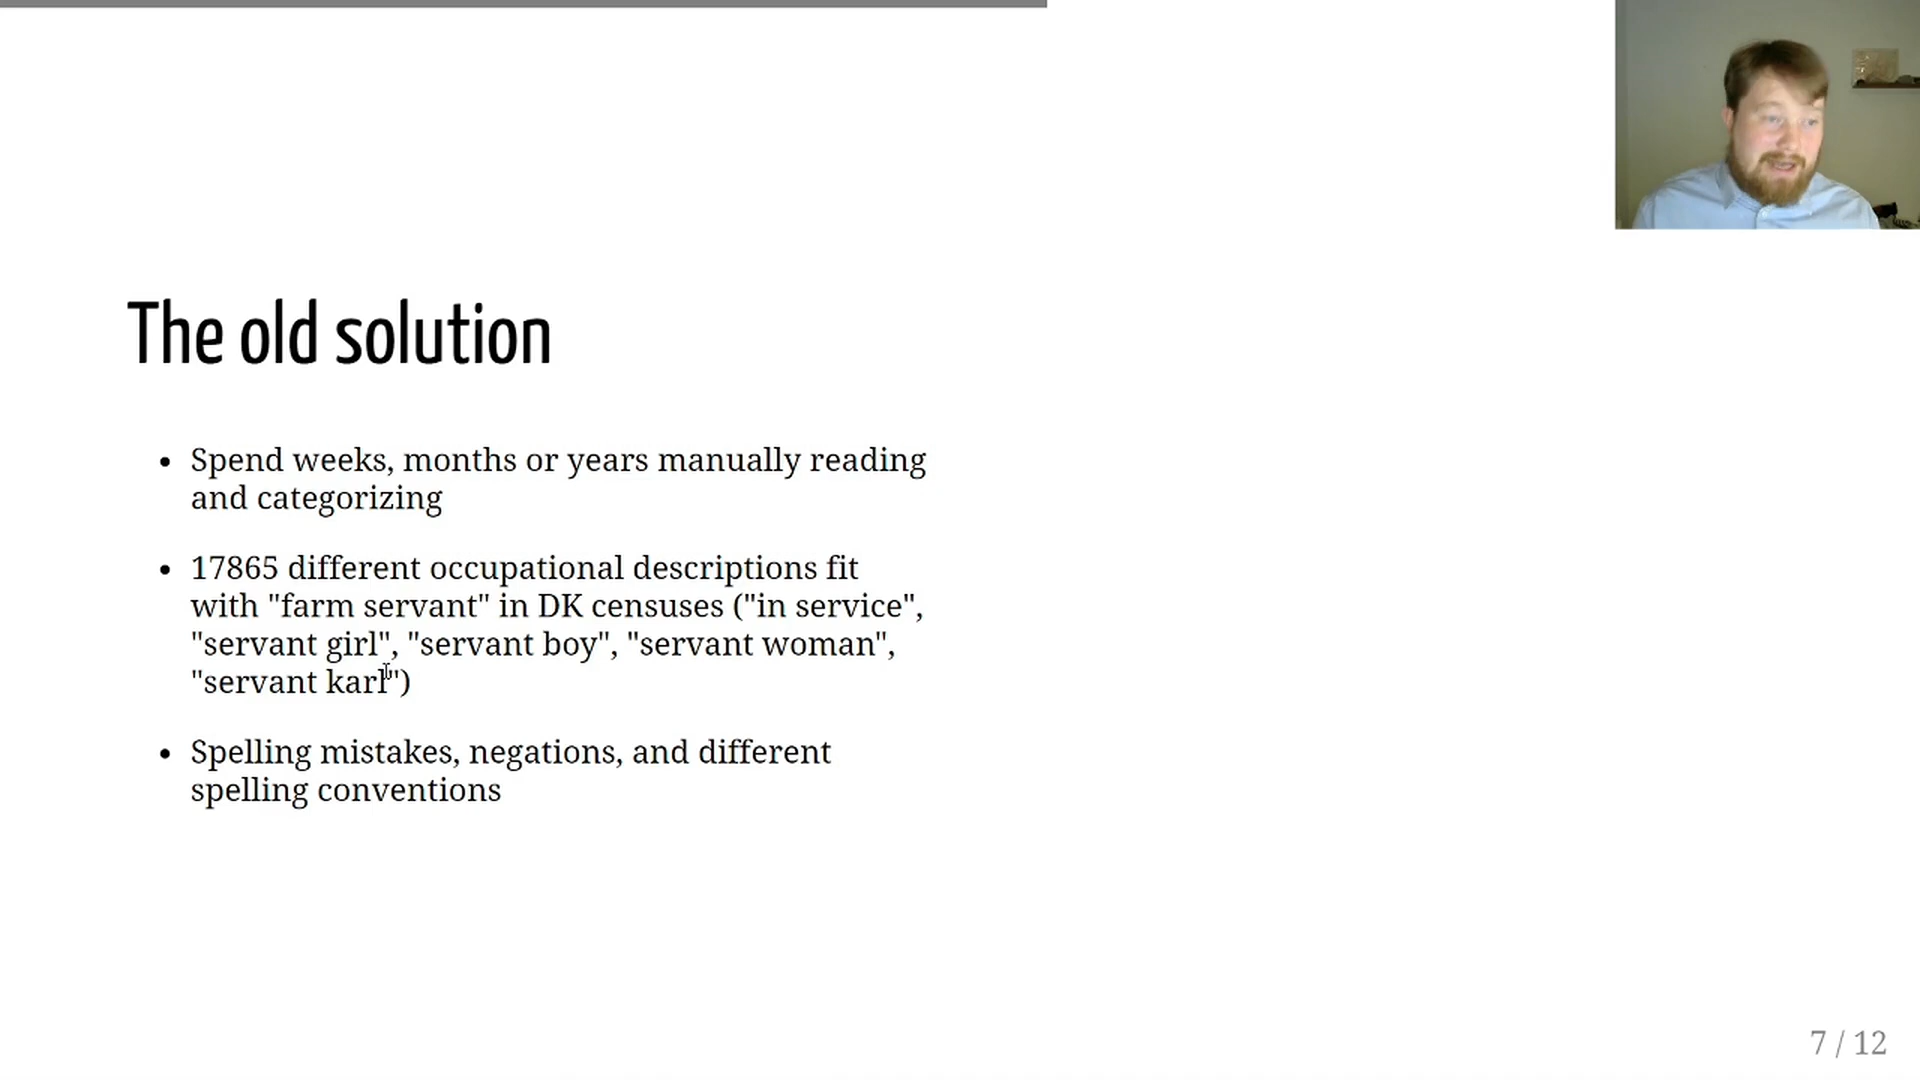 The old solution
• Spend weeks, months or years manually reading
and categorizing
• 17865 different occupational descriptions fit
with "farm servant" in DK censuses ("in service",
"servant girl", "servant boy", "servant woman",
"servant karl")
• Spelling mistakes, negations, and different
spelling conventions
7 / 12